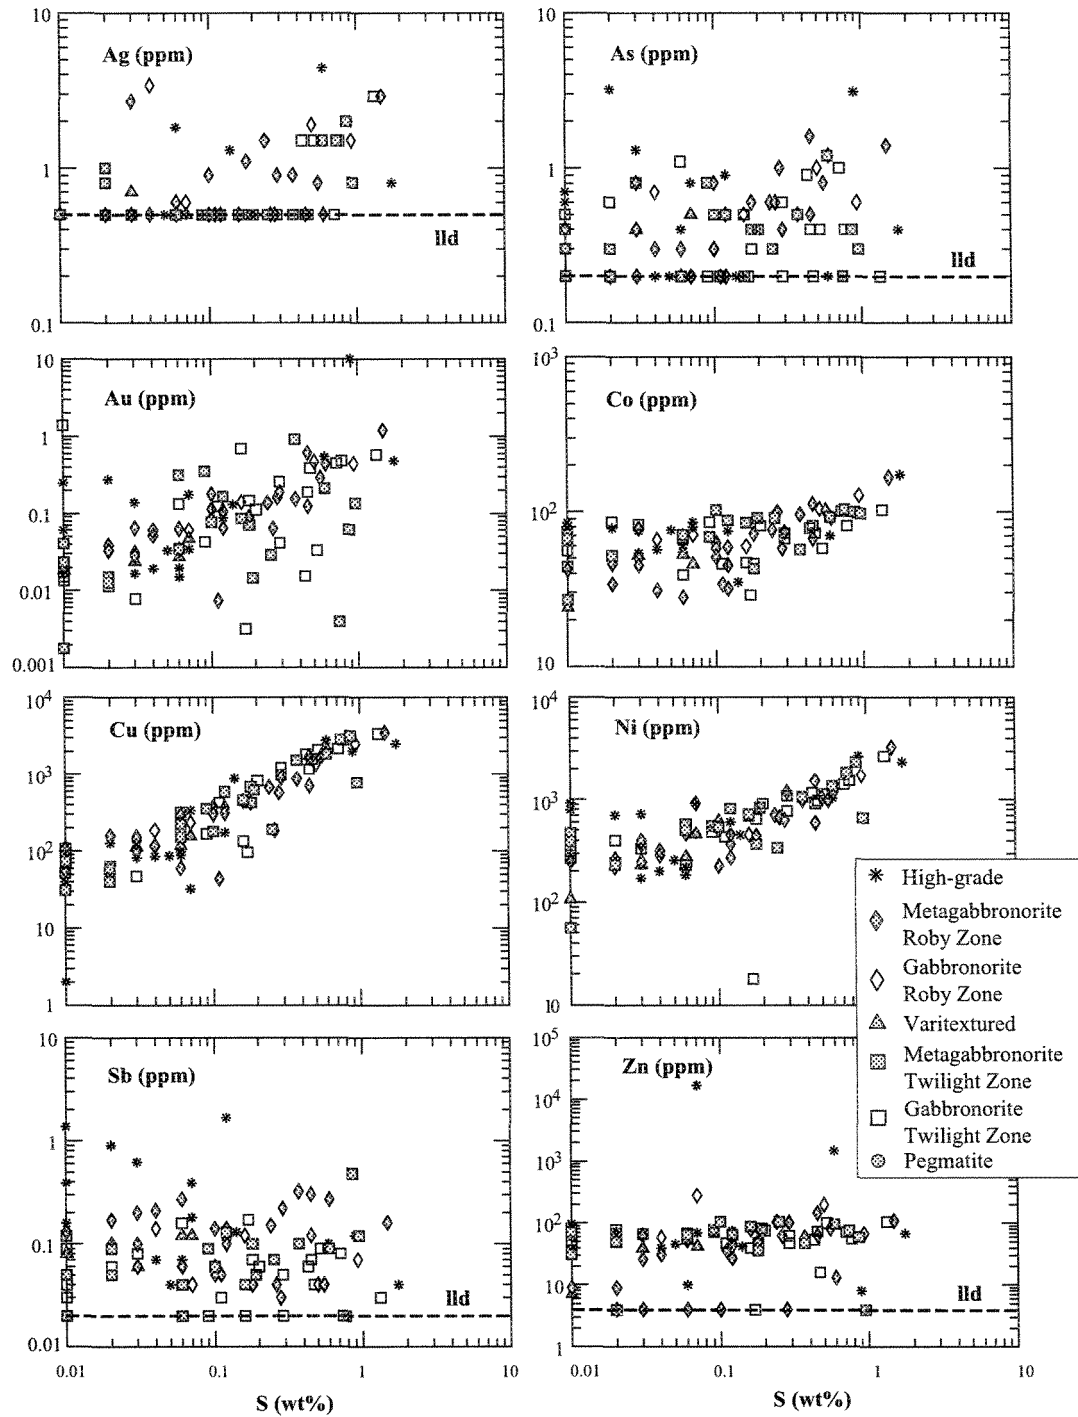 10
1
0.1
Ag (ppm)
lld
10
1
0.1
As (ppm)
lld
10
1
0.1
0.01
0.001
Au (ppm)
10³
10²
10
Co (ppm)
10⁴
10³
10²
10
1
Cu (ppm)
10⁴
10³
10²
10
Ni (ppm)
High-grade
Metagabbronorite
Roby Zone
Gabbronorite
Roby Zone
Varitextured
Metagabbronorite
Twilight Zone
Gabbronorite
Twilight Zone
Pegmatite
10
1
0.1
0.01
Sb (ppm)
lld
0.01
0.1
1
10
S (wt%)
10⁵
10⁴
10³
10²
10
1
Zn (ppm)
lld
0.01
0.1
1
10
S (wt%)